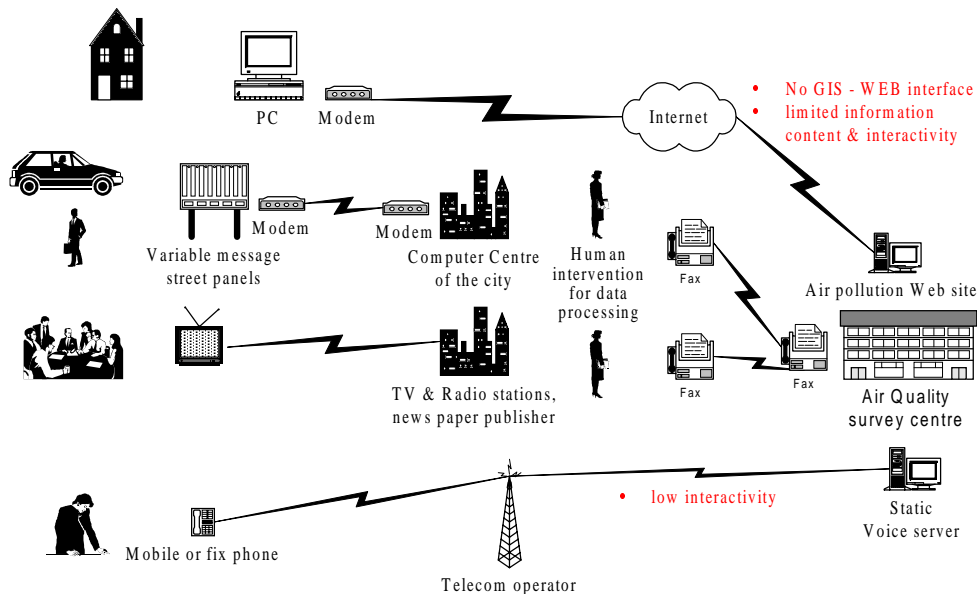 PC
Modem
Internet
• No GIS - WEB interface
• limited information
content & interactivity
Modem
Modem
Variable message
street panels
Computer Centre
of the city
Human
intervention
for data
processing
Fax
Air pollution Web site
TV & Radio stations,
news paper publisher
Fax
Fax
Air Quality
survey centre
• low interactivity
Mobile or fix phone
Static
Voice server
Telecom operator